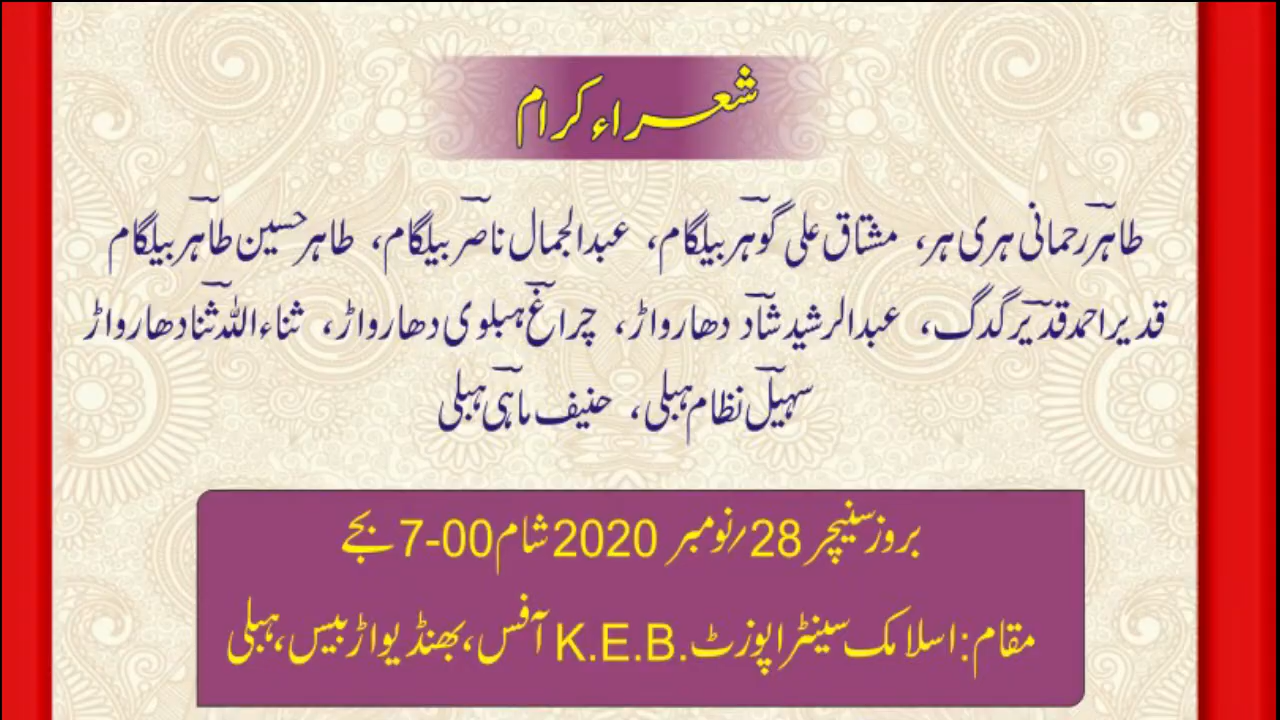 شعراء کرام
طاہرؔ رحمانی ہری ہر، مشتاق علی گوہرؔ بیلگام، عبدالجمال ناصرؔ بیلگام، طاہر حسین طاہرؔ بیلگام
قدیر احمد قدیرؔ گدگ، عبدالرشید شادؔ دھارواڑ، چراغؔ ہبلوی دھارواڑ، ثناء اللہ ثناؔ دھارواڑ
سہیلؔ نظام ہبلی، حنیف ماہیؔ ہبلی
بروز سنیچر 28؍نومبر 2020 شام 00-7 بجے
مقام: اسلامک سینٹر اپوزٹ .K.E.B آفس، بھنڈیواڑ بیس، ہبلی